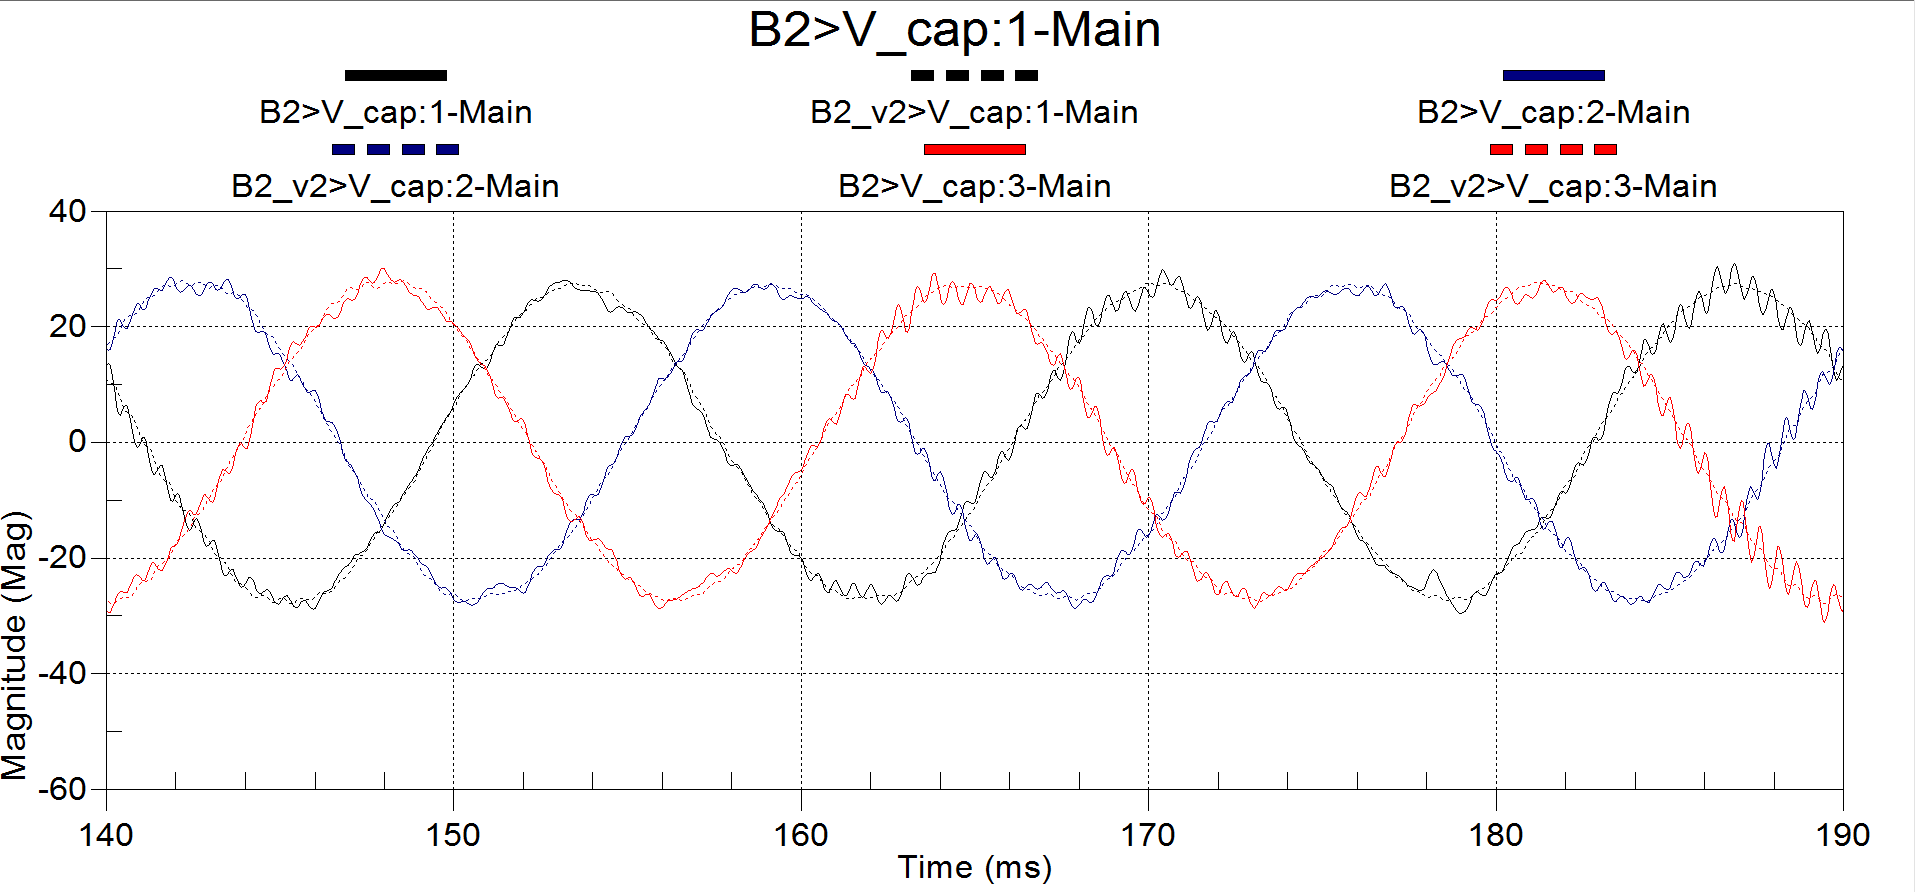 B2>V_cap:1-Main
B2>V_cap:1-Main B2_v2>V_cap:1-Main B2>V_cap:2-Main
B2_v2>V_cap:2-Main B2>V_cap:3-Main B2_v2>V_cap:3-Main
40
20
0
-20
-40
-60
Magnitude (Mag)
140 150 160 170 180 190
Time (ms)